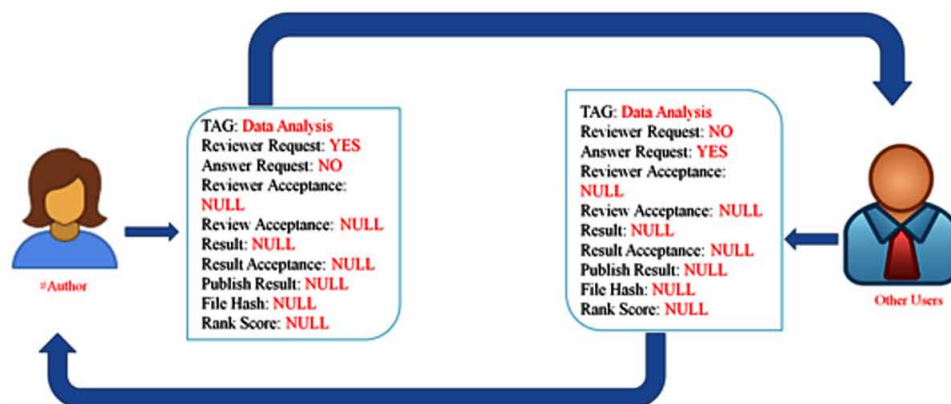 TAG: Data Analysis
Reviewer Request: YES
Answer Request: NO
Reviewer Acceptance:
NULL
Review Acceptance: NULL
Result: NULL
Result Acceptance: NULL
Publish Result: NULL
File Hash: NULL
Rank Score: NULL
#Author
TAG: Data Analysis
Reviewer Request: NO
Answer Request: YES
Reviewer Acceptance:
NULL
Review Acceptance: NULL
Result: NULL
Result Acceptance: NULL
Publish Result: NULL
File Hash: NULL
Rank Score: NULL
Other Users